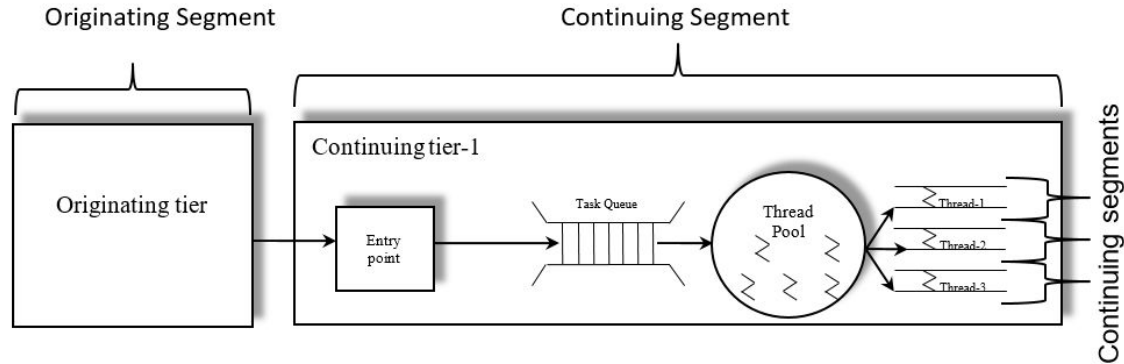 Originating Segment
Continuing Segment
Continuing tier-1
Originating tier
Entry
point
Task Queue
Thread
Pool
Thread-1
Thread-2
Thread-3
Continuing segments